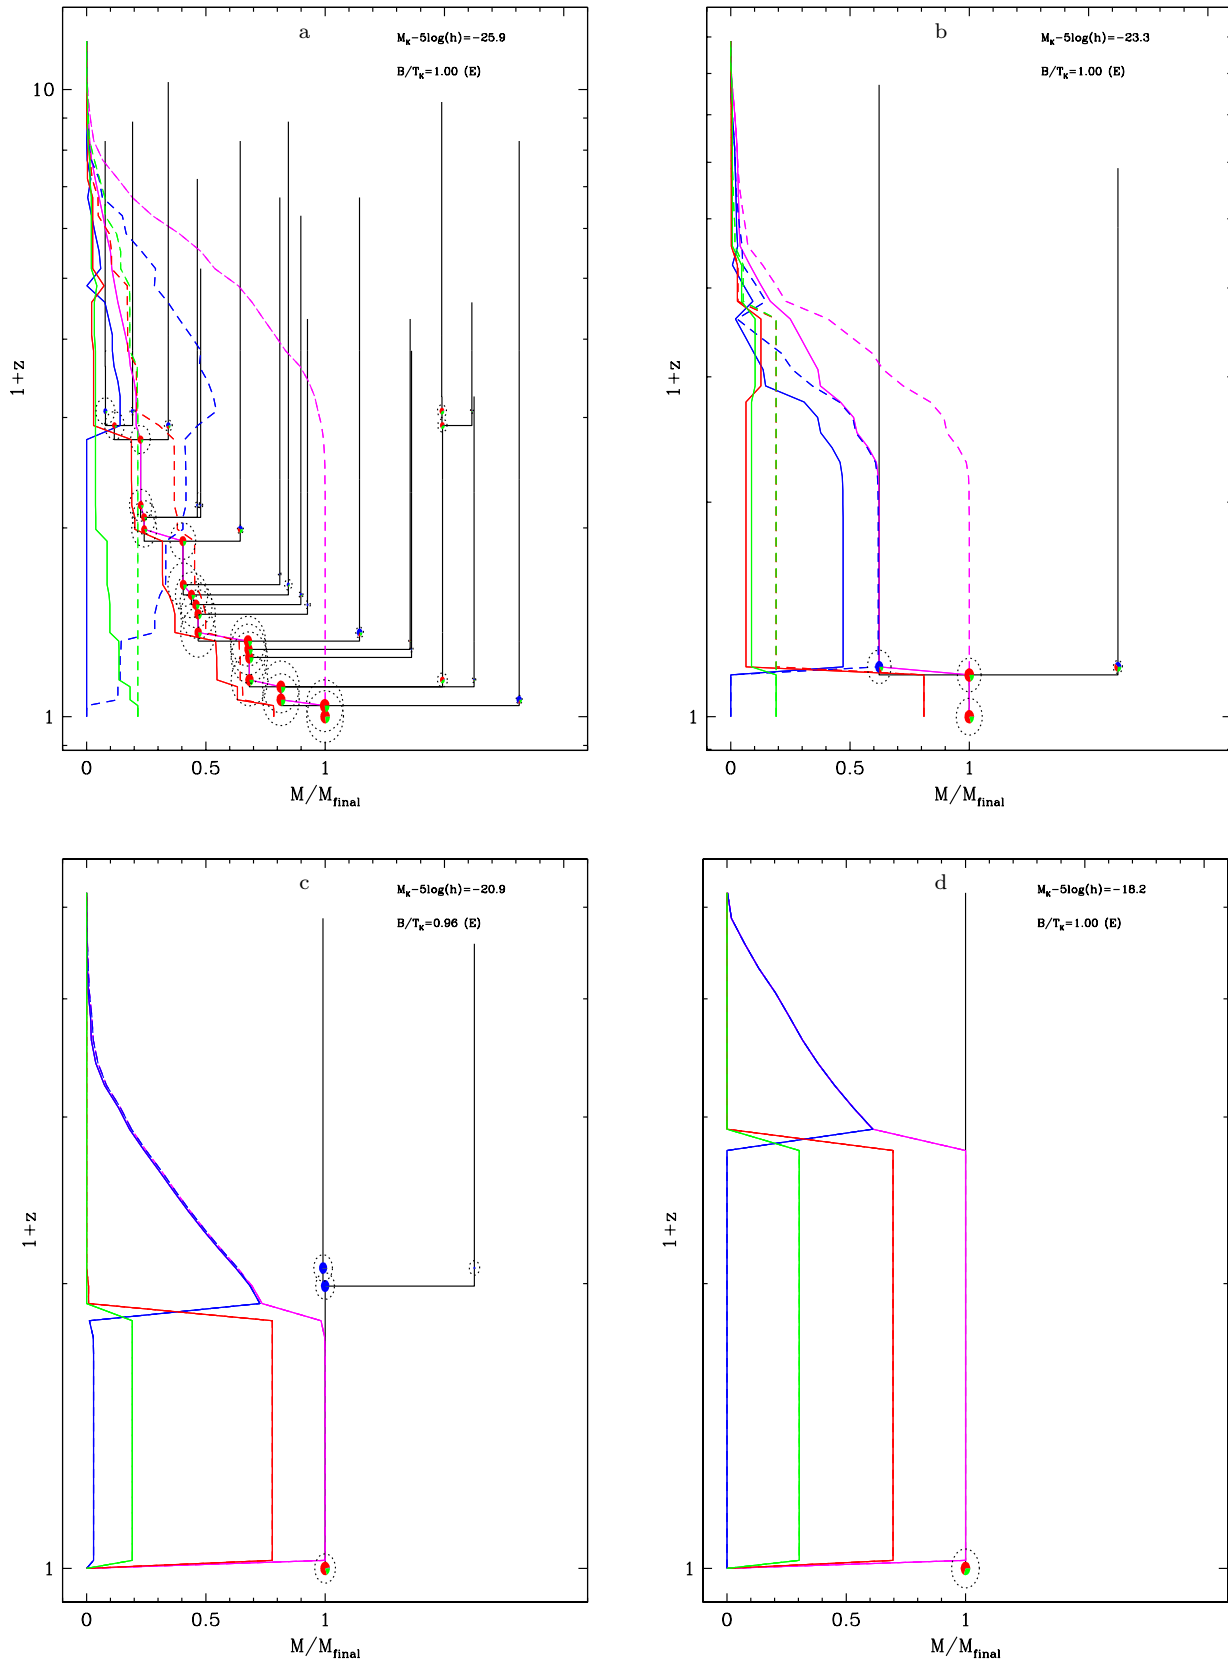 a
M_K−5log(h)=−25.9
B/T_K=1.00 (E)
10
1+z
1
0 0.5 1
M/M_final
b
M_K−5log(h)=−23.3
B/T_K=1.00 (E)
1+z
1
0 0.5 1
M/M_final
c
M_K−5log(h)=−20.9
B/T_K=0.96 (E)
1+z
1
0 0.5 1
M/M_final
d
M_K−5log(h)=−18.2
B/T_K=1.00 (E)
1+z
1
0 0.5 1
M/M_final